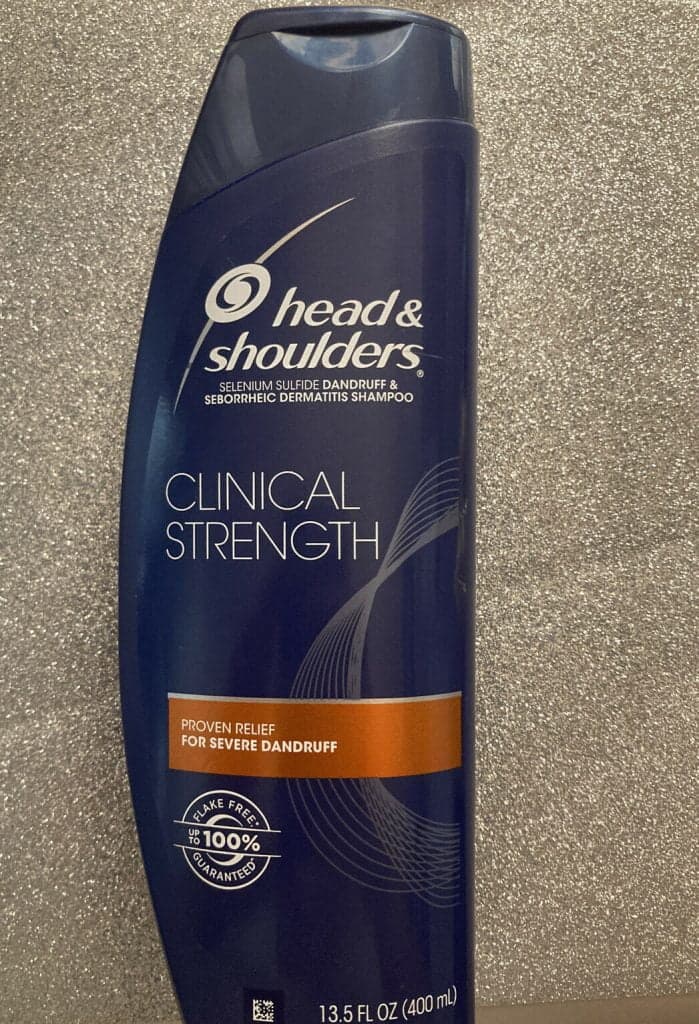 head &
shoulders®
SELENIUM SULFIDE DANDRUFF &
SEBORRHEIC DERMATITIS SHAMPOO
CLINICAL
STRENGTH
PROVEN RELIEF
FOR SEVERE DANDRUFF
FLAKE FREE*
UP TO 100%
GUARANTEED
13.5 FL OZ (400 mL)